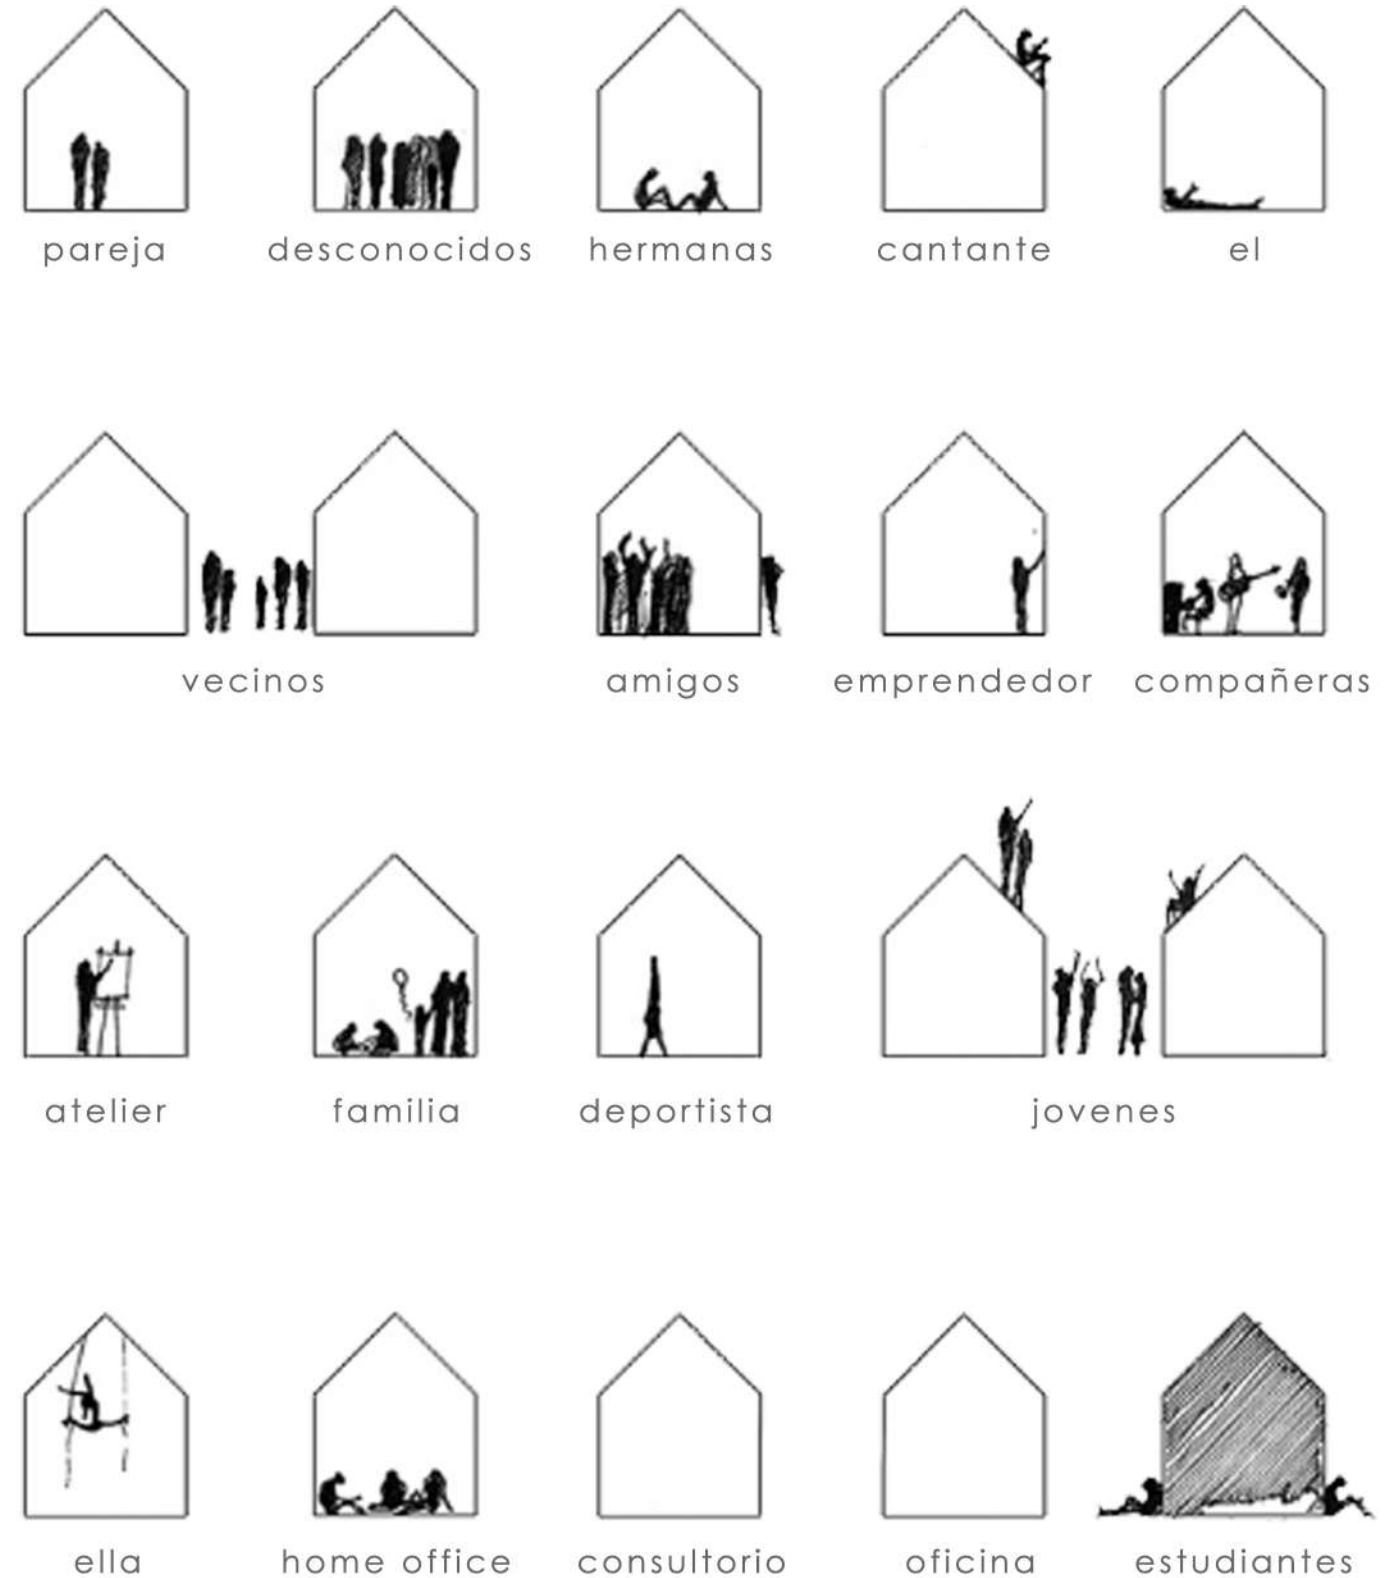 pareja desconocidos hermanas cantante el
vecinos amigos emprendedor compañeras
atelier familia deportista jovenes
ella home office consultorio oficina estudiantes